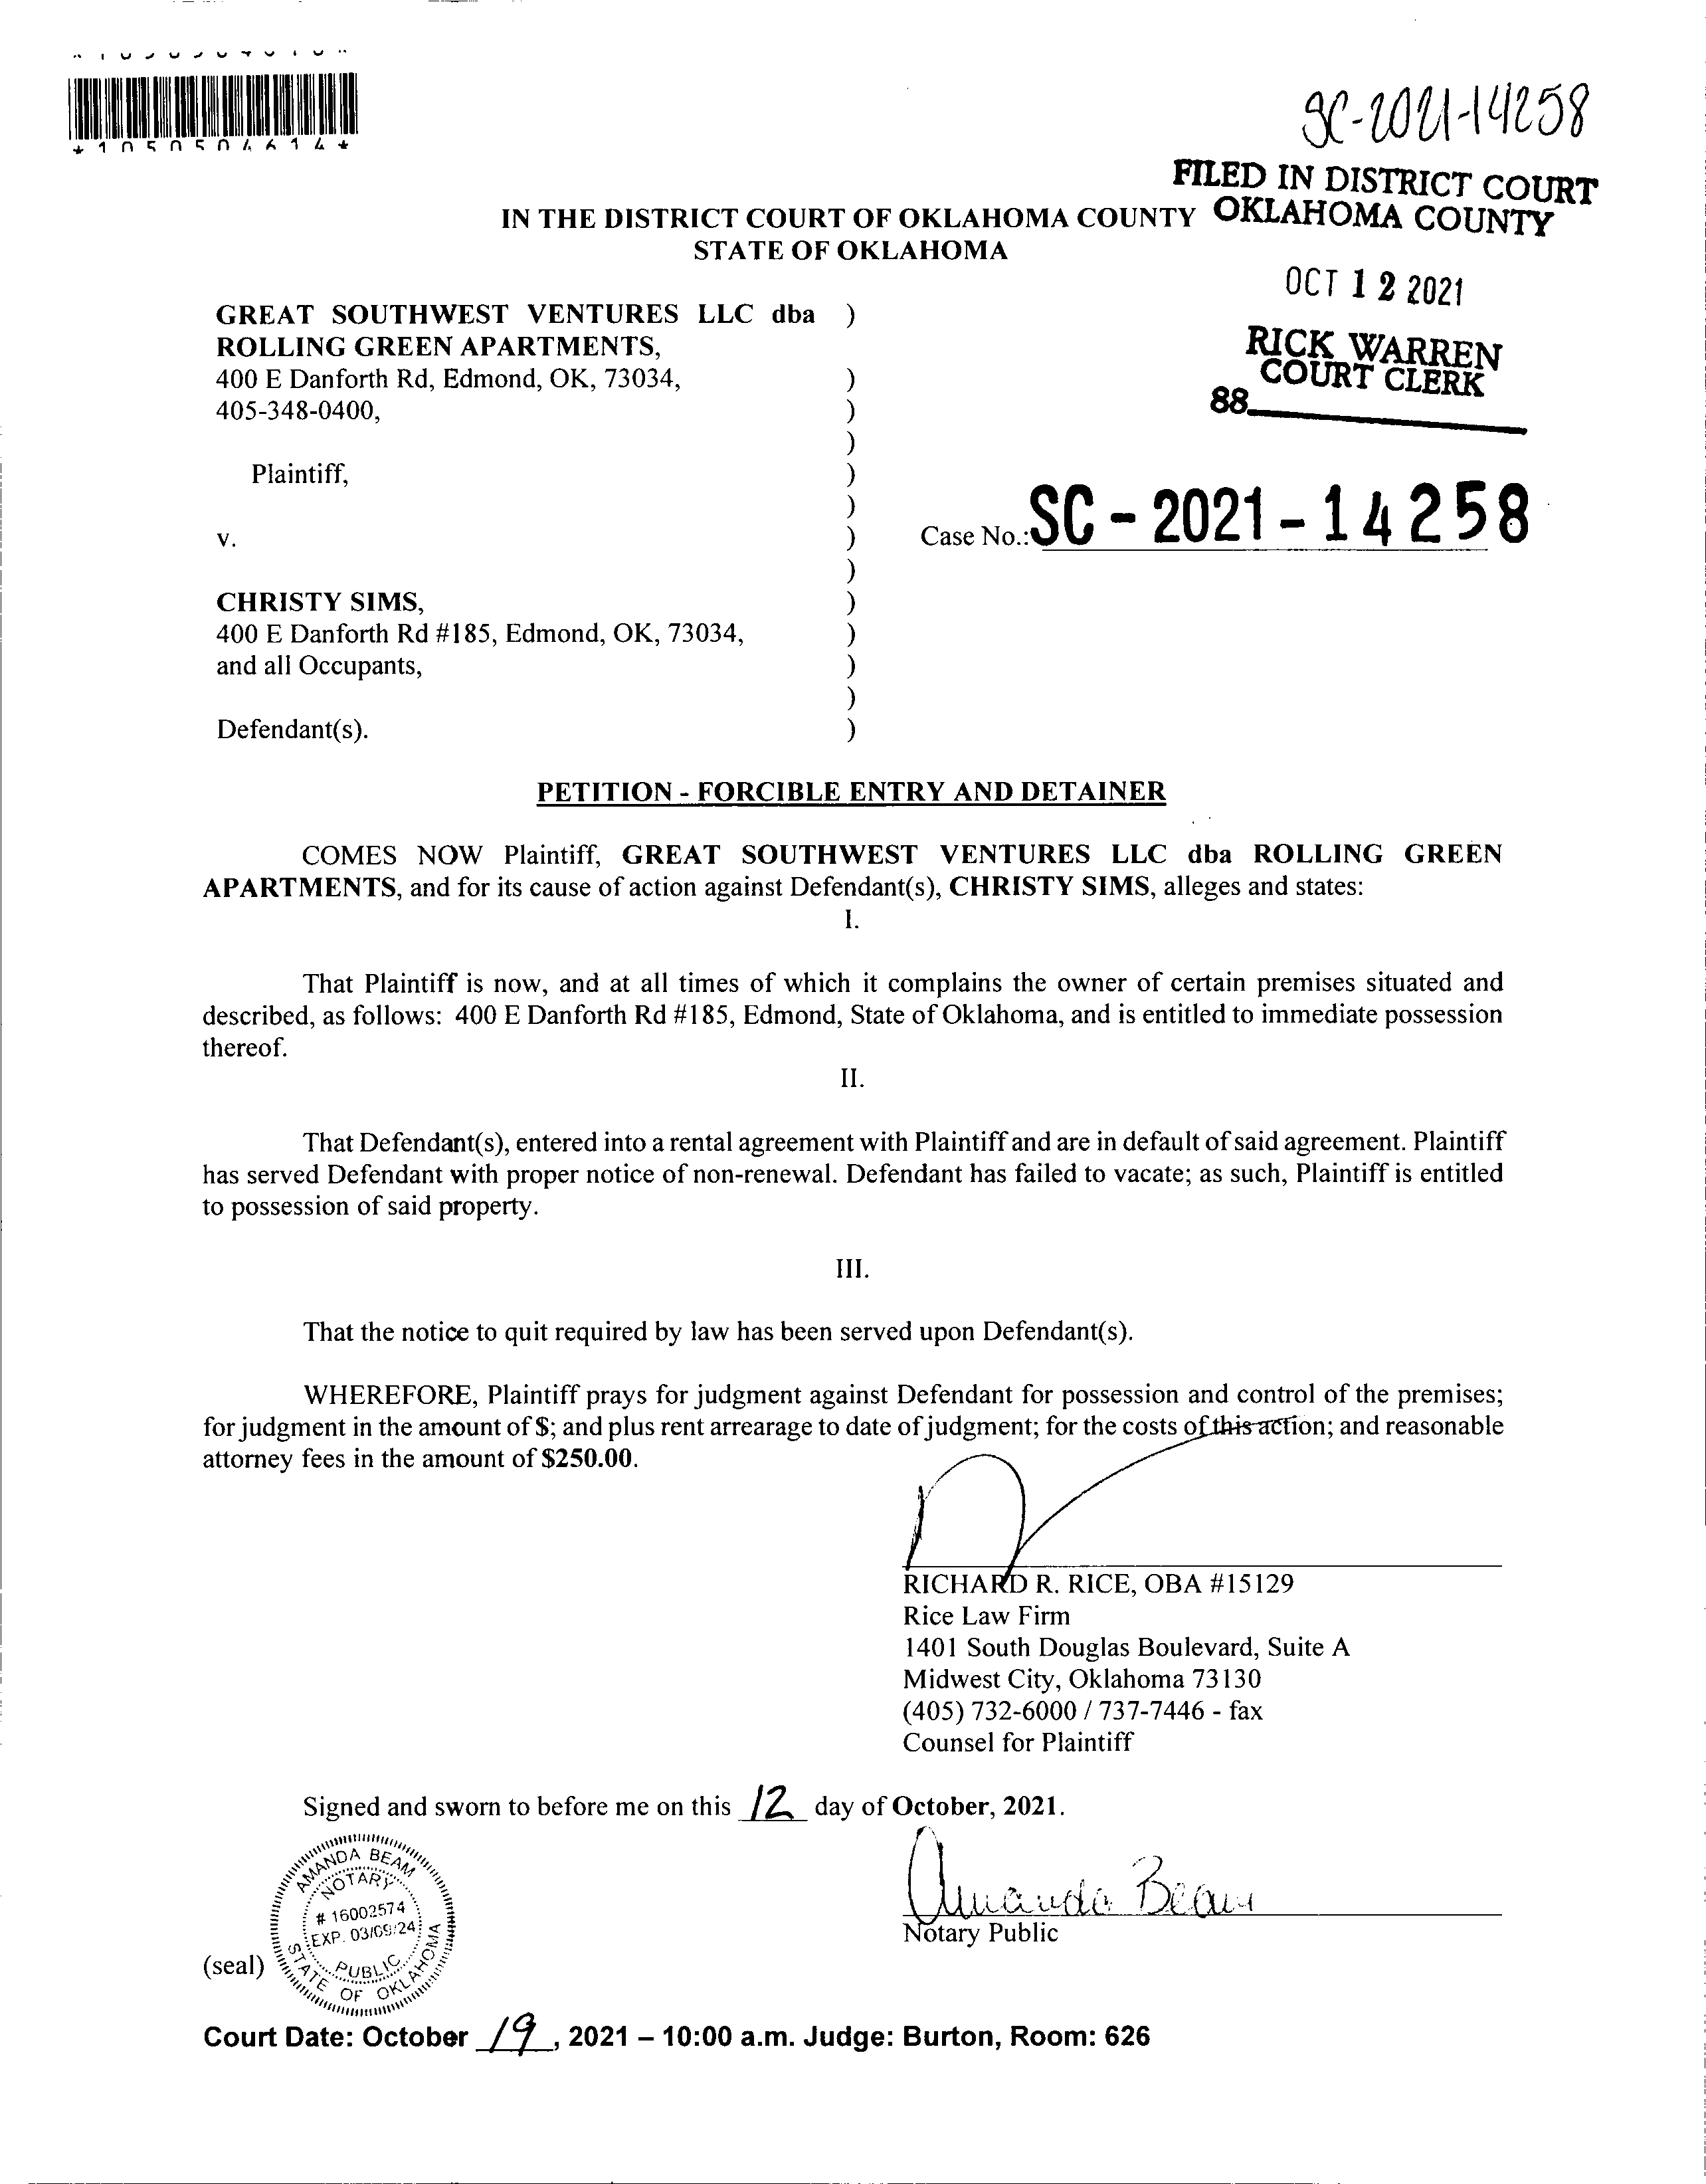 *1050504614*
SC-2021-14258
FILED IN DISTRICT COURT
OKLAHOMA COUNTY
IN THE DISTRICT COURT OF OKLAHOMA COUNTY
STATE OF OKLAHOMA
OCT 12 2021
RICK WARREN
COURT CLERK
88
GREAT SOUTHWEST VENTURES LLC dba )
ROLLING GREEN APARTMENTS,
400 E Danforth Rd, Edmond, OK, 73034, )
405-348-0400, )
)
Plaintiff, )
)
v. ) Case No.: SC-2021-14258
)
CHRISTY SIMS, )
400 E Danforth Rd #185, Edmond, OK, 73034, )
and all Occupants, )
)
Defendant(s). )
PETITION - FORCIBLE ENTRY AND DETAINER
COMES NOW Plaintiff, GREAT SOUTHWEST VENTURES LLC dba ROLLING GREEN
APARTMENTS, and for its cause of action against Defendant(s), CHRISTY SIMS, alleges and states:
I.
That Plaintiff is now, and at all times of which it complains the owner of certain premises situated and
described, as follows: 400 E Danforth Rd #185, Edmond, State of Oklahoma, and is entitled to immediate possession
thereof.
II.
That Defendant(s), entered into a rental agreement with Plaintiff and are in default of said agreement. Plaintiff
has served Defendant with proper notice of non-renewal. Defendant has failed to vacate; as such, Plaintiff is entitled
to possession of said property.
III.
That the notice to quit required by law has been served upon Defendant(s).
WHEREFORE, Plaintiff prays for judgment against Defendant for possession and control of the premises;
for judgment in the amount of $; and plus rent arrearage to date of judgment; for the costs of this action; and reasonable
attorney fees in the amount of $250.00.
RICHARD R. RICE, OBA #15129
Rice Law Firm
1401 South Douglas Boulevard, Suite A
Midwest City, Oklahoma 73130
(405) 732-6000 / 737-7446 - fax
Counsel for Plaintiff
Signed and sworn to before me on this 12 day of October, 2021.
AMANDA BEAM
NOTARY
# 16002574
EXP. 03/09/24
PUBLIC
STATE OF OKLAHOMA
Amanda Beam
Notary Public
(seal)
Court Date: October 19, 2021 – 10:00 a.m. Judge: Burton, Room: 626